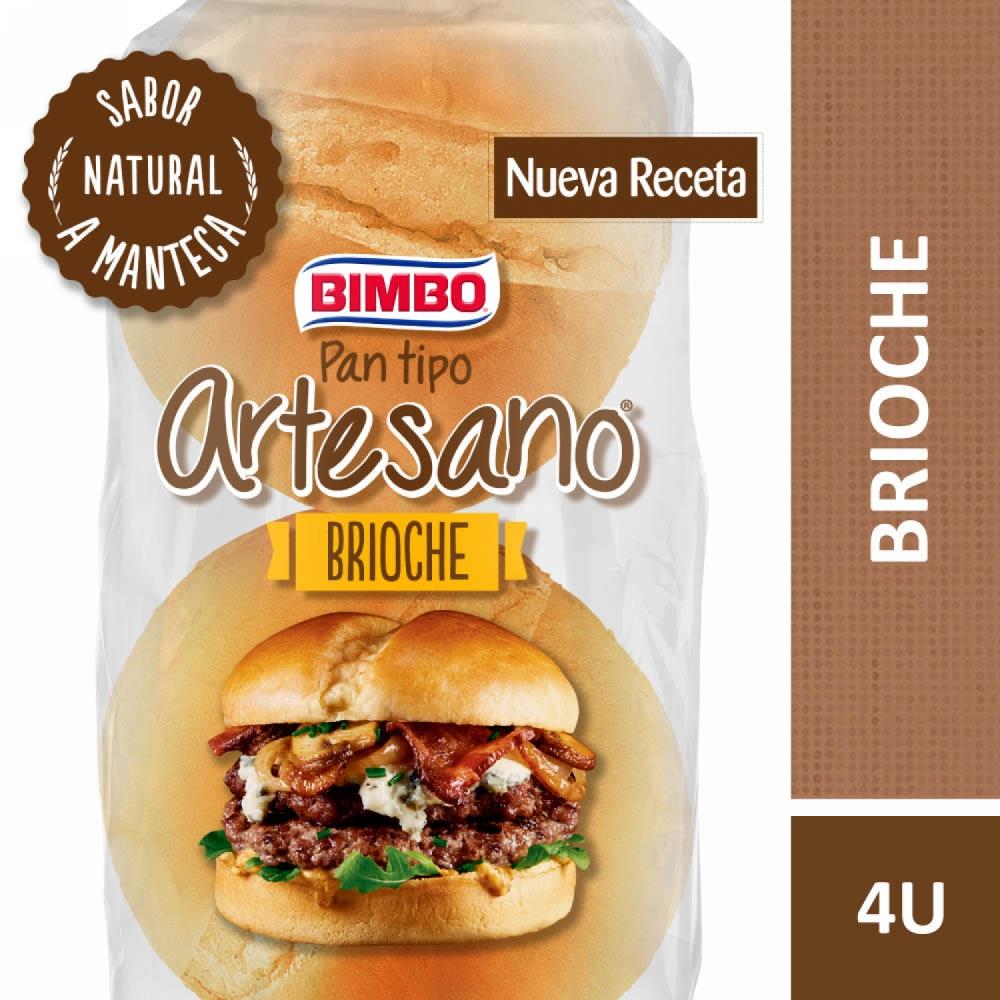 SABOR
NATURAL
A MANTECA
Nueva Receta
BIMBO
Pan tipo
Artesano®
BRIOCHE
BRIOCHE
4U